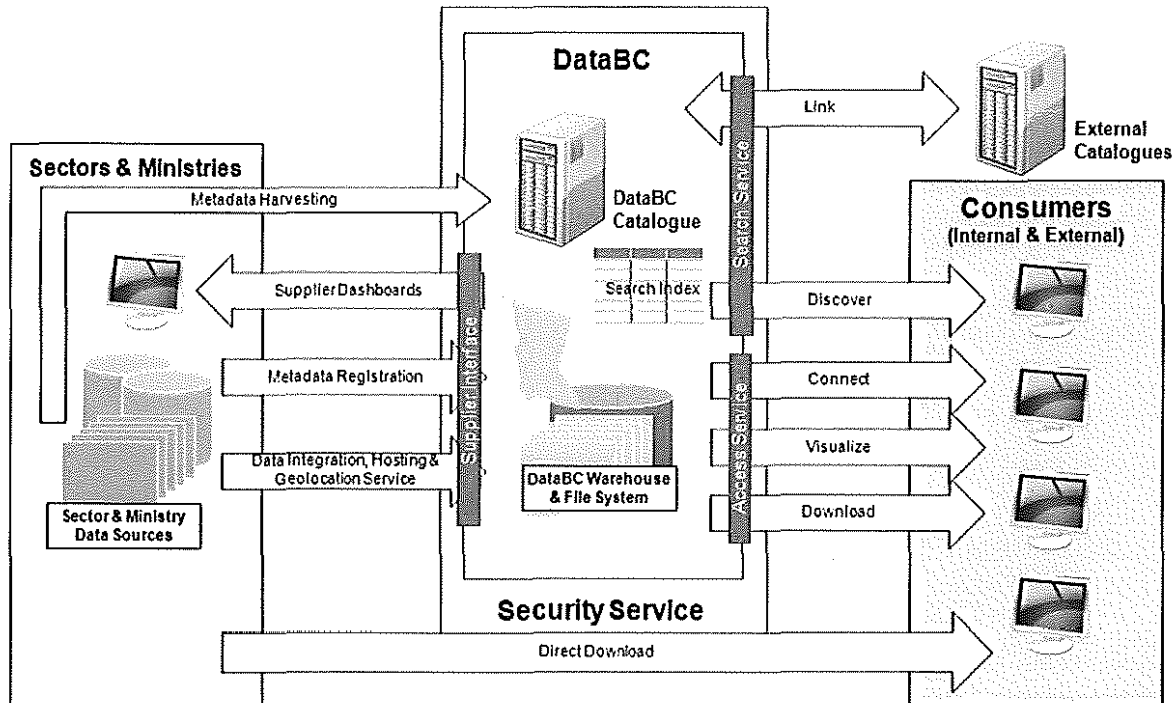 DataBC
Link
External
Catalogues
Sectors & Ministries
Metadata Harvesting
DataBC
Catalogue
Search Service
Consumers
(Internal & External)
Supplier Dashboards
Search Index
Discover
Supplier Interface
Metadata Registration
Connect
Access Service
Visualize
Data Integration, Hosting &
Geolocation Service
DataBC Warehouse
& File System
Download
Sector & Ministry
Data Sources
Security Service
Direct Download